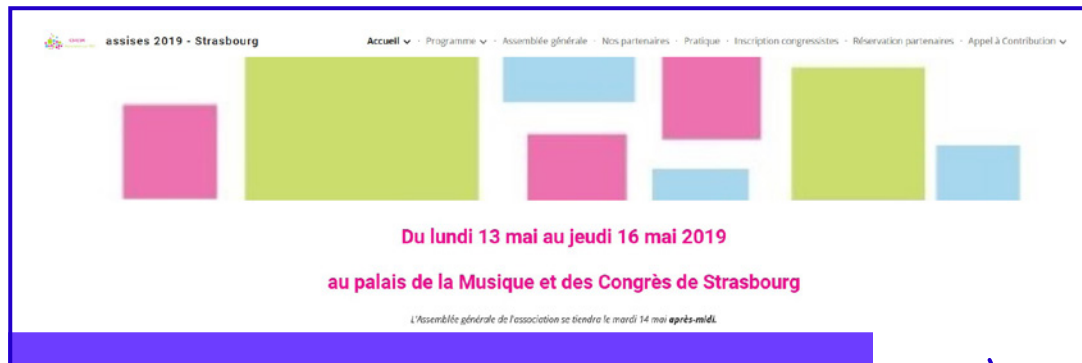 assises 2019 - Strasbourg
Accueil - Programme - Assemblée générale - Nos partenaires - Pratique - Inscription congressistes - Réservation partenaires - Appel à Contribution
Du lundi 13 mai au jeudi 16 mai 2019
au palais de la Musique et des Congrès de Strasbourg
L'Assemblée générale de l'association se tiendra le mardi 14 mai après-midi.